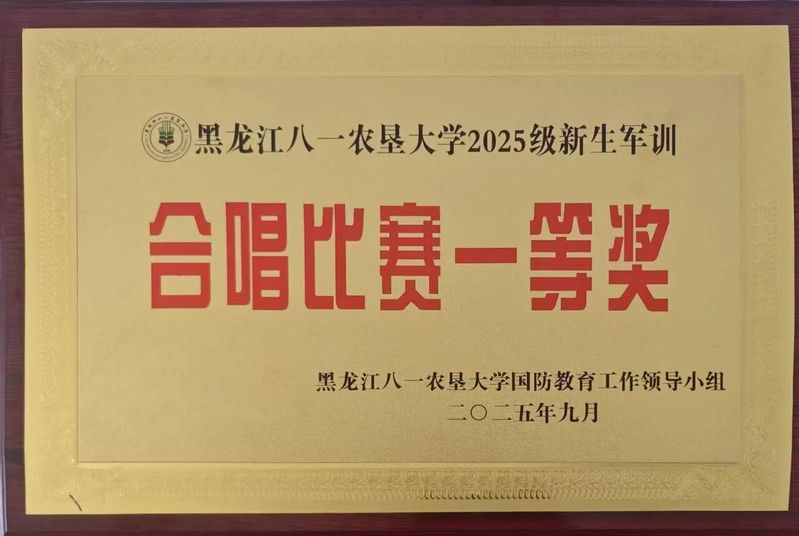 黑龙江八一农垦大学2025级新生军训
合唱比赛一等奖
黑龙江八一农垦大学国防教育工作领导小组
二〇二五年九月